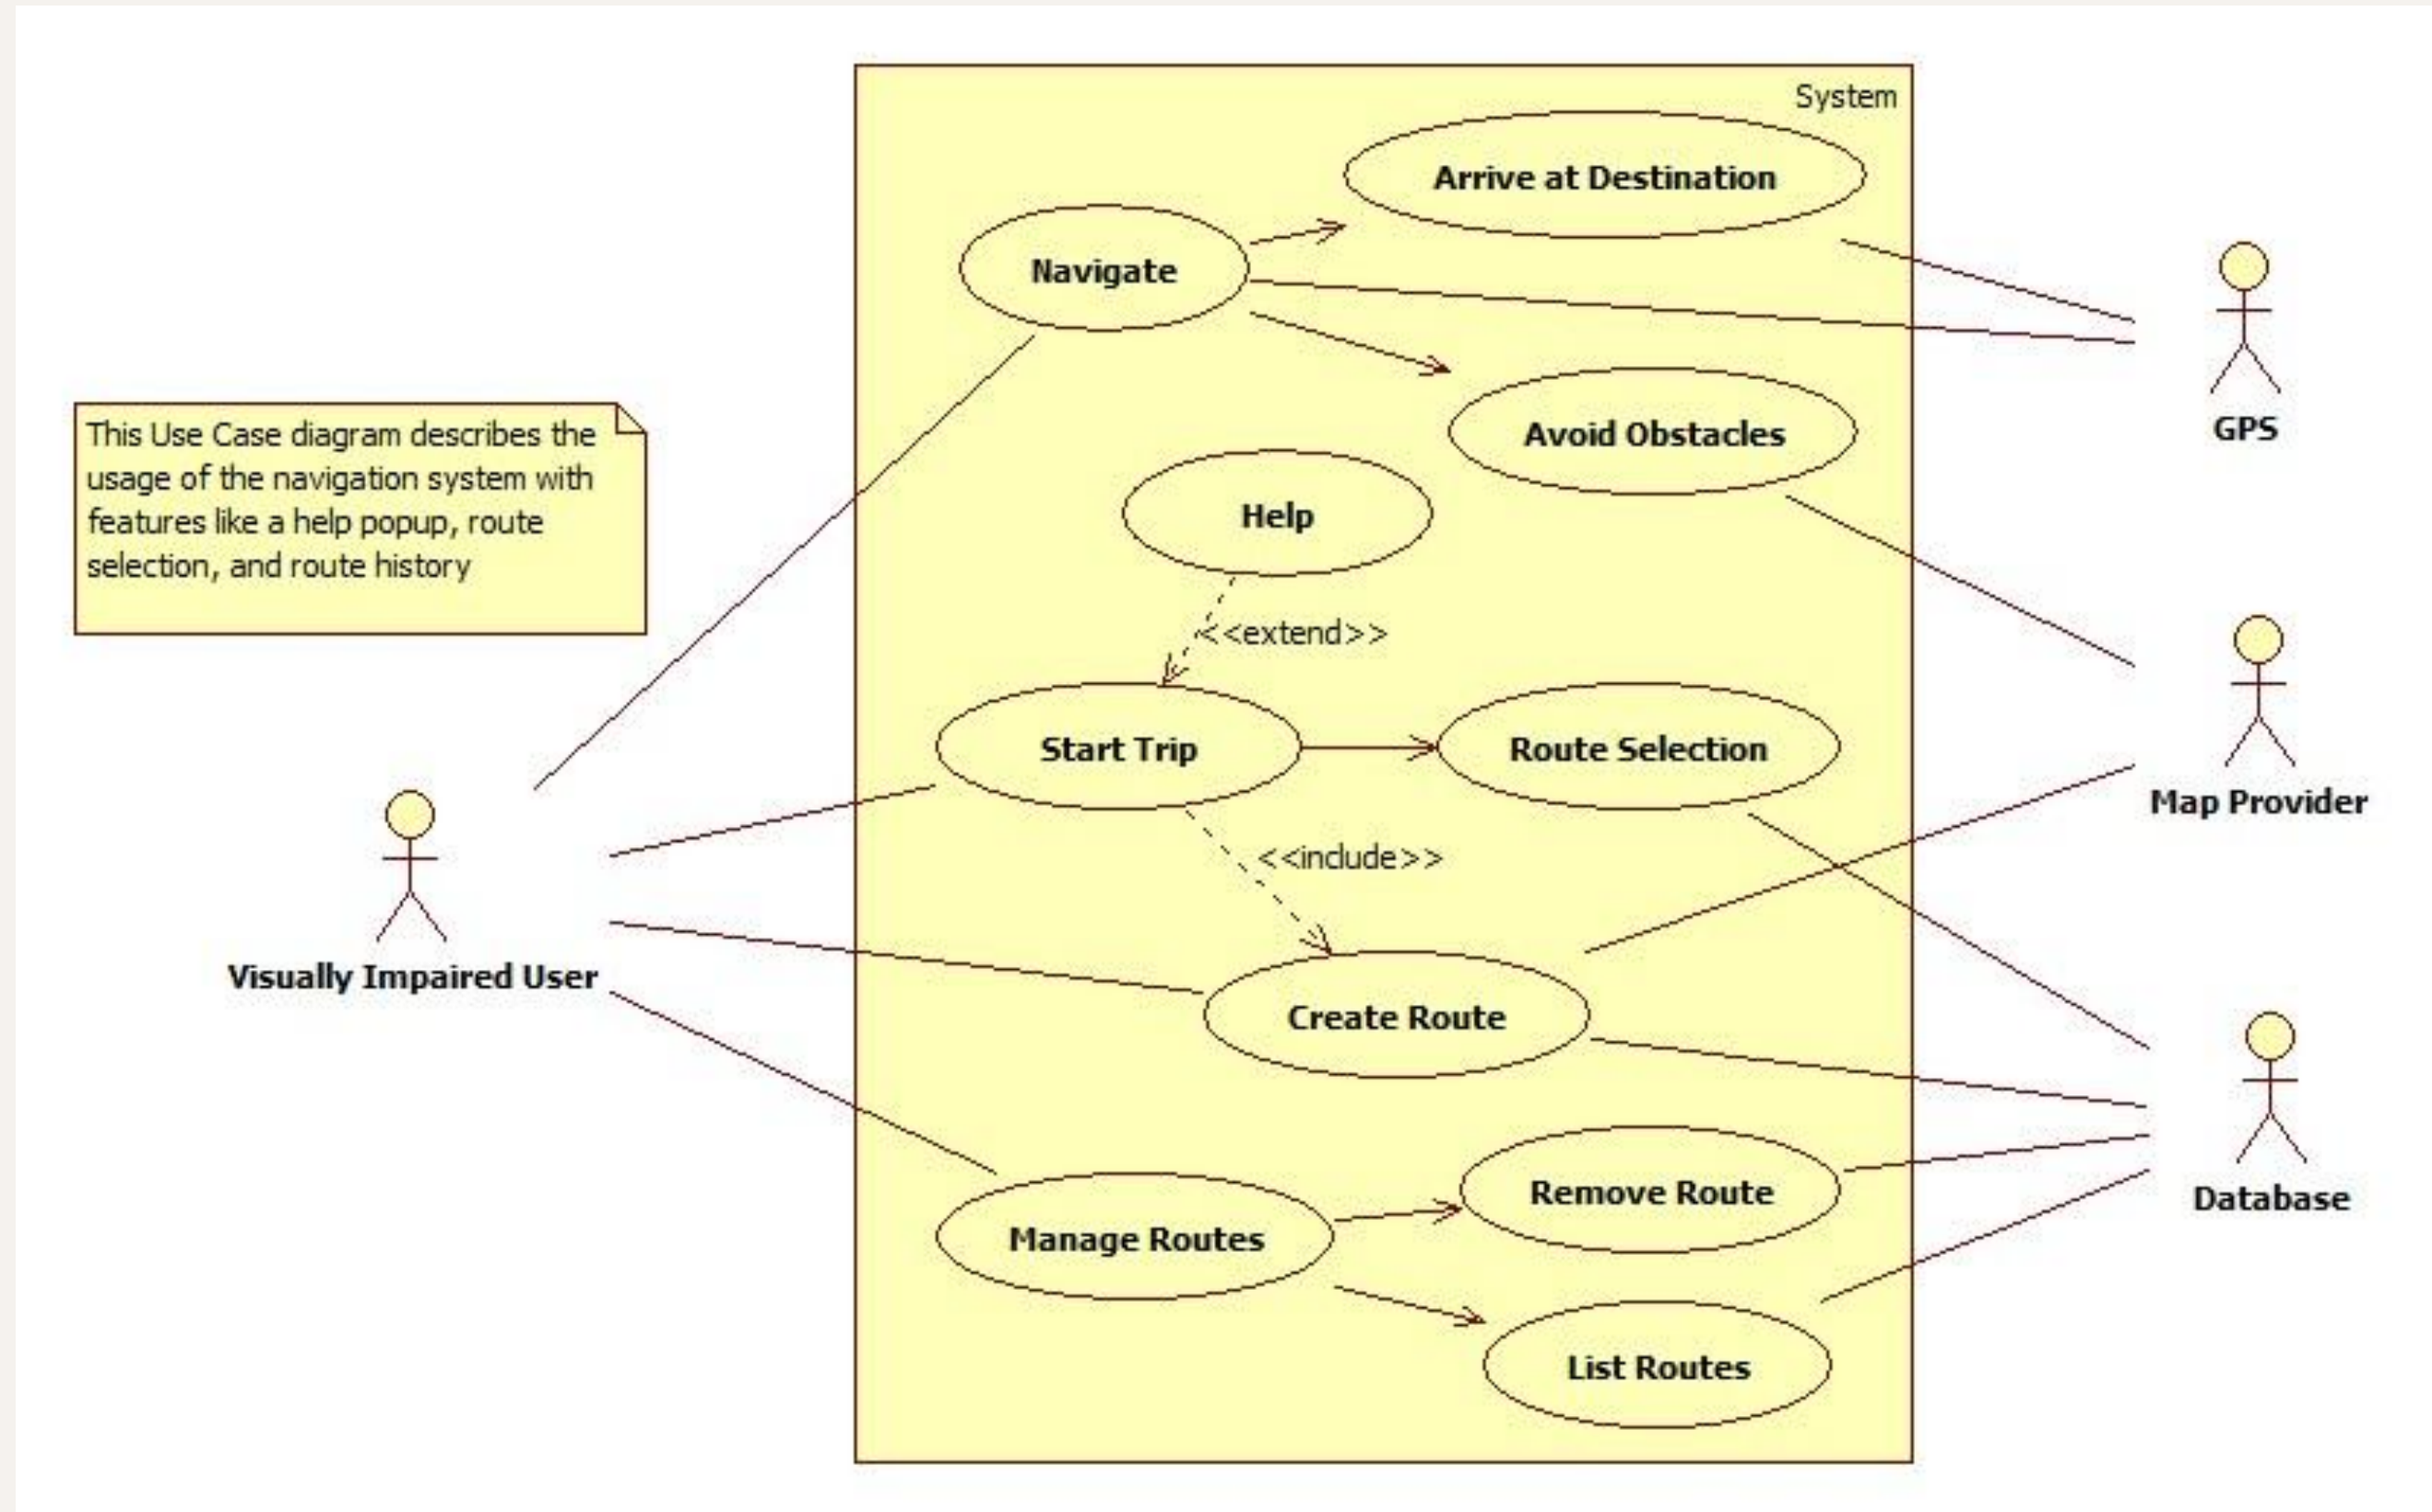 System
Arrive at Destination
Navigate
GPS
This Use Case diagram describes the
usage of the navigation system with
features like a help popup, route
selection, and route history
Avoid Obstacles
Help
<<extend>>
Start Trip
Route Selection
Map Provider
<<include>>
Visually Impaired User
Create Route
Remove Route
Database
Manage Routes
List Routes